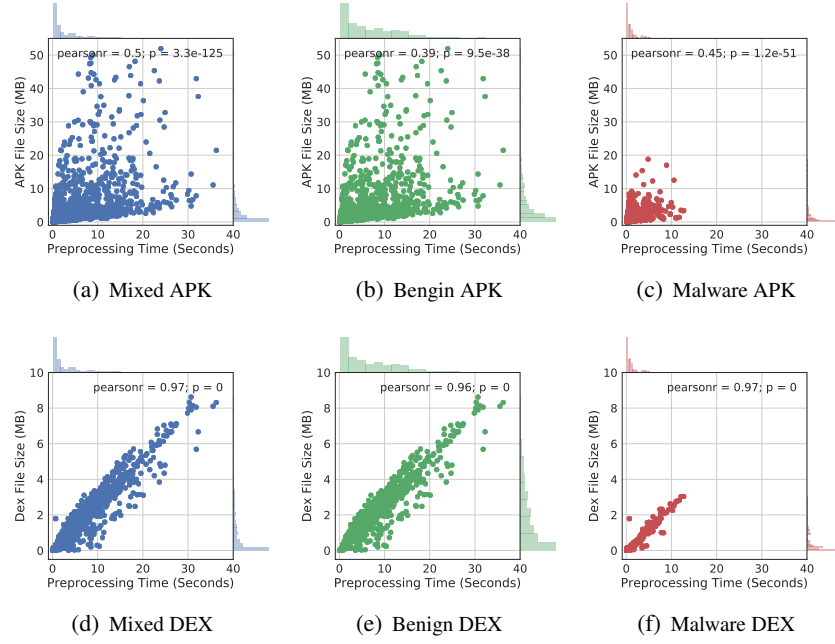 pearsonr = 0.5; p = 3.3e-125
APK File Size (MB)
50
40
30
20
10
0
0 10 20 30 40
Preprocessing Time (Seconds)
(a) Mixed APK
pearsonr = 0.39; p = 9.5e-38
APK File Size (MB)
50
40
30
20
10
0
0 10 20 30 40
Preprocessing Time (Seconds)
(b) Bengin APK
pearsonr = 0.45; p = 1.2e-51
APK File Size (MB)
50
40
30
20
10
0
0 10 20 30 40
Preprocessing Time (Seconds)
(c) Malware APK
pearsonr = 0.97; p = 0
Dex File Size (MB)
10
8
6
4
2
0
0 10 20 30 40
Preprocessing Time (Seconds)
(d) Mixed DEX
pearsonr = 0.96; p = 0
Dex File Size (MB)
10
8
6
4
2
0
0 10 20 30 40
Preprocessing Time (Seconds)
(e) Benign DEX
pearsonr = 0.97; p = 0
Dex File Size (MB)
10
8
6
4
2
0
0 10 20 30 40
Preprocessing Time (Seconds)
(f) Malware DEX